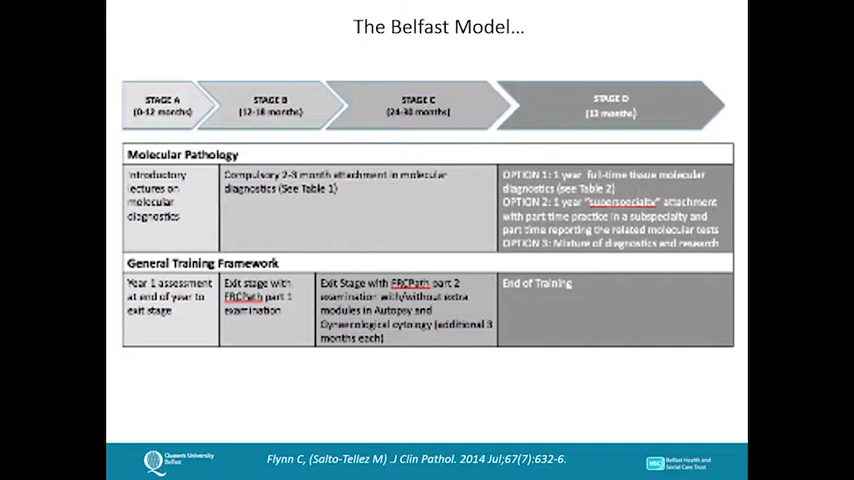 The Belfast Model...
STAGE A
(0-12 months)
STAGE B
(12-18 months)
STAGE C
(24-30 months)
STAGE D
(12 months)
Molecular Pathology
Introductory
lectures on
molecular
diagnostics
Compulsory 2-3 month attachment in molecular
diagnostics (See Table 1)
OPTION 1: 1 year full-time tissue molecular
diagnostics (see Table 2)
OPTION 2: 1 year "superspecialty" attachment
with part time practice in a subspecialty and
part time reporting the related molecular tests
OPTION 3: Mixture of diagnostics and research
General Training Framework
Year 1 assessment
at end of year to
exit stage
Exit stage with
FRCPath part 1
examination
Exit Stage with FRCPath part 2
examination with/without extra
modules in Autopsy and
Gynaecological cytology (additional 3
months each)
End of Training
Queen's University
Belfast
Flynn C, (Salto-Tellez M) .J Clin Pathol. 2014 Jul;67(7):632-6.
HSC
Belfast Health and
Social Care Trust